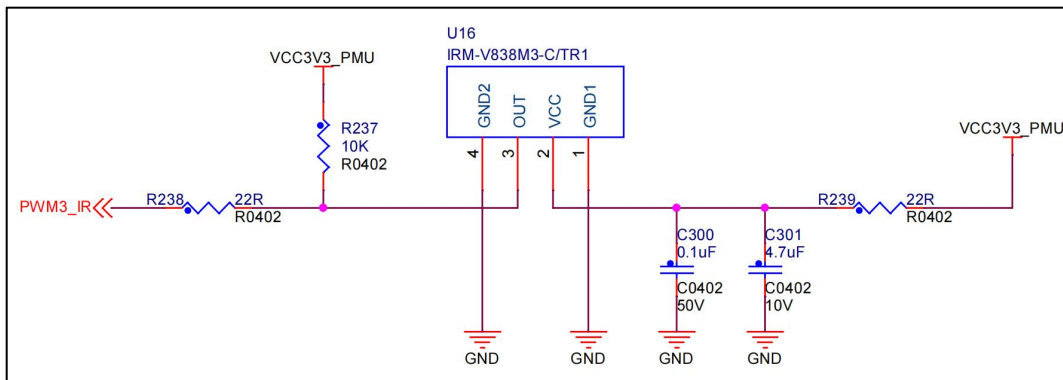 U16
IRM-V838M3-C/TR1
VCC3V3_PMU
GND2
OUT
VCC
GND1
4
3
2
1
R237
10K
R0402
VCC3V3_PMU
PWM3_IR
R238
22R
R0402
R239
22R
R0402
C300
0.1uF
C0402
50V
C301
4.7uF
C0402
10V
GND
GND
GND
GND